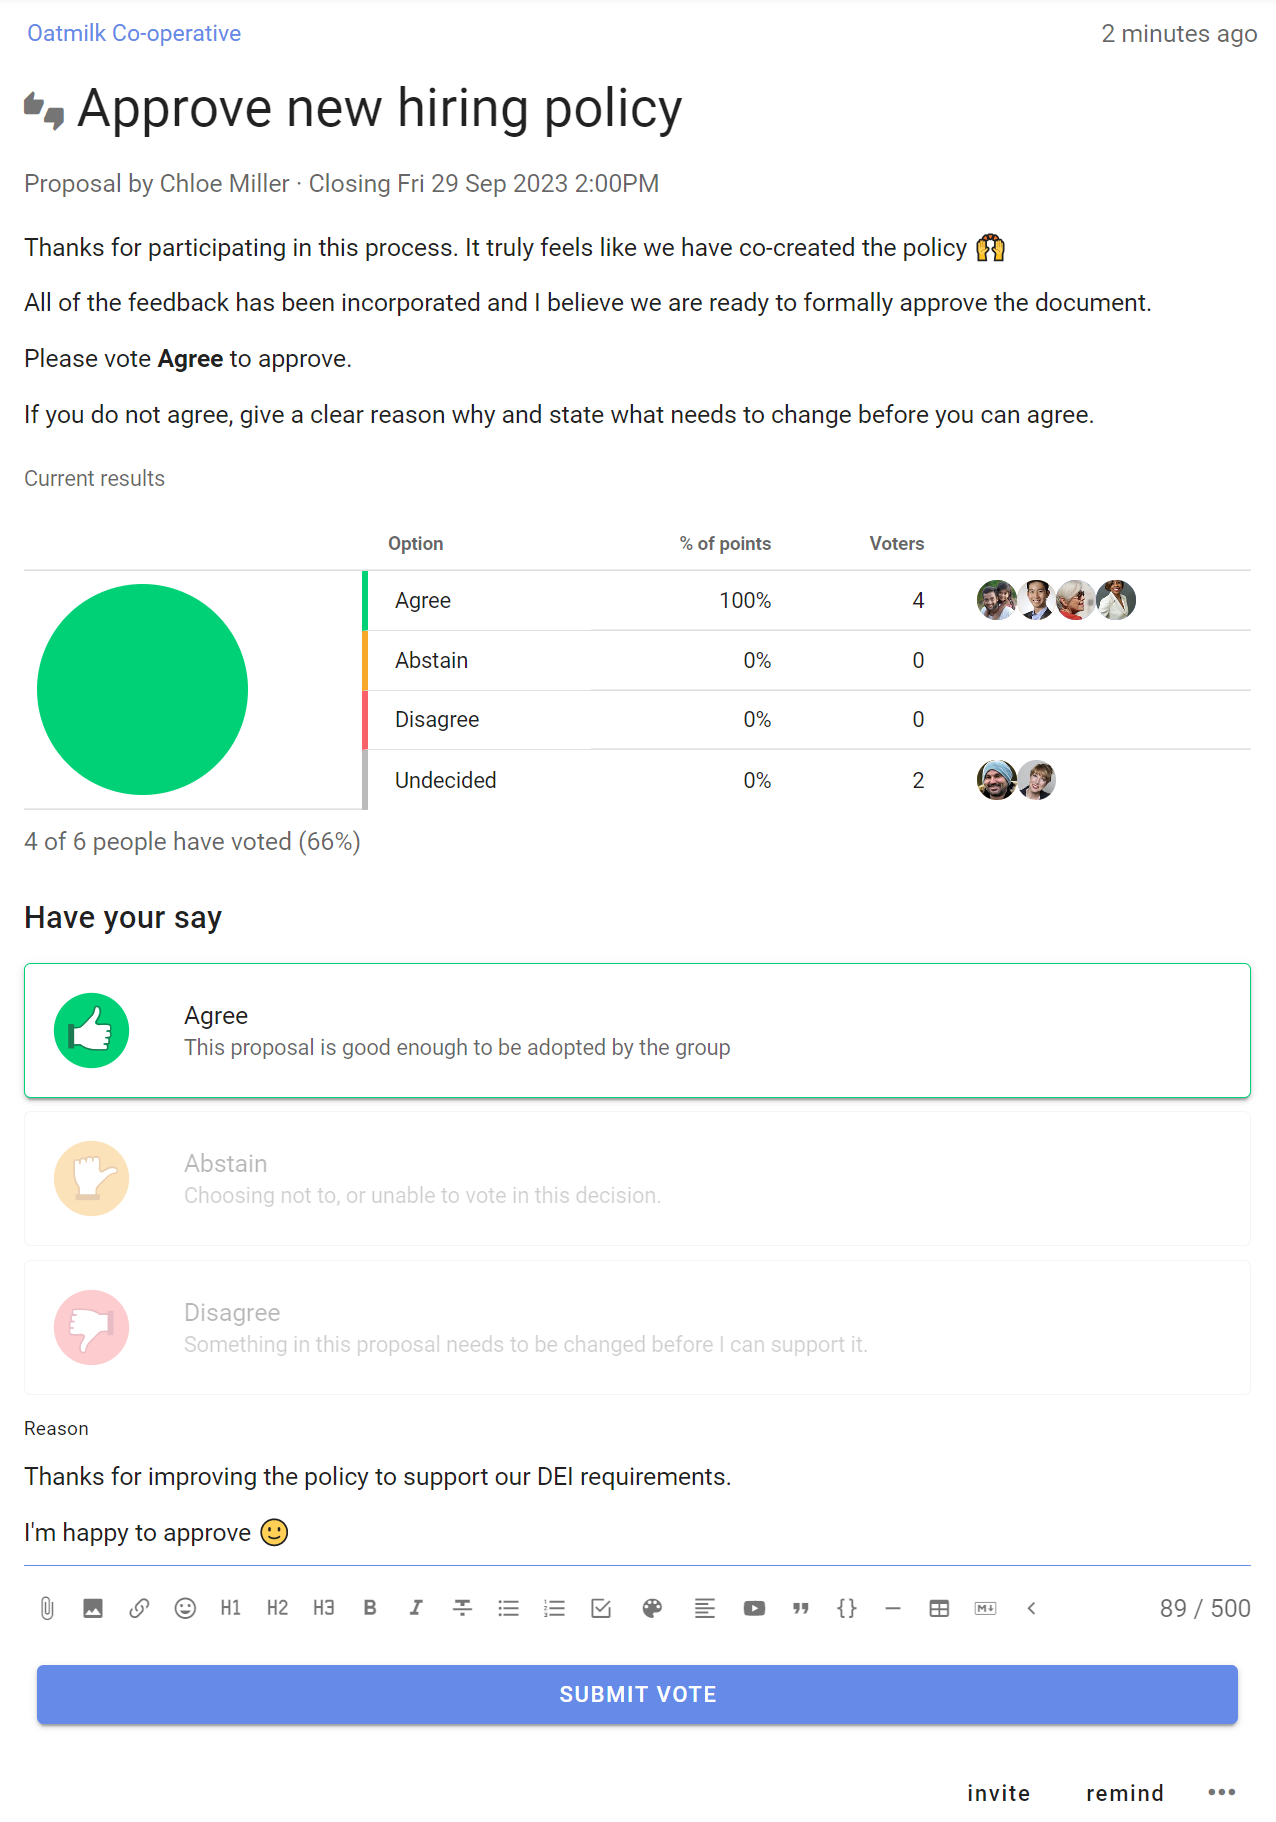 Oatmilk Co-operative 2 minutes ago
Approve new hiring policy
Proposal by Chloe Miller · Closing Fri 29 Sep 2023 2:00PM
Thanks for participating in this process. It truly feels like we have co-created the policy 🙌
All of the feedback has been incorporated and I believe we are ready to formally approve the document.
Please vote Agree to approve.
If you do not agree, give a clear reason why and state what needs to change before you can agree.
Current results
Option % of points Voters
Agree 100% 4
Abstain 0% 0
Disagree 0% 0
Undecided 0% 2
4 of 6 people have voted (66%)
Have your say
Agree
This proposal is good enough to be adopted by the group
Abstain
Choosing not to, or unable to vote in this decision.
Disagree
Something in this proposal needs to be changed before I can support it.
Reason
Thanks for improving the policy to support our DEI requirements.
I'm happy to approve 🙂
H1 H2 H3 B I {} M 89 / 500
SUBMIT VOTE
invite remind